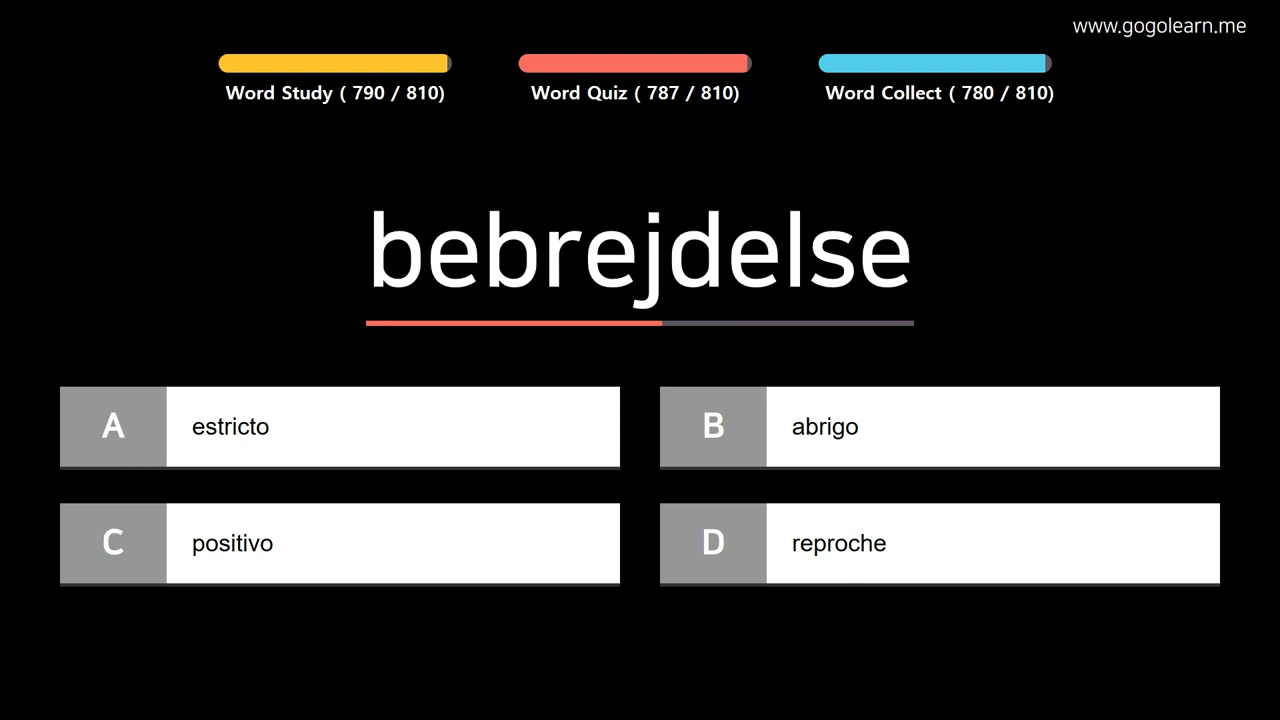 www.gogolearn.me
Word Study ( 790 / 810)
Word Quiz ( 787 / 810)
Word Collect ( 780 / 810)
bebrejdelse
A estricto
B abrigo
C positivo
D reproche